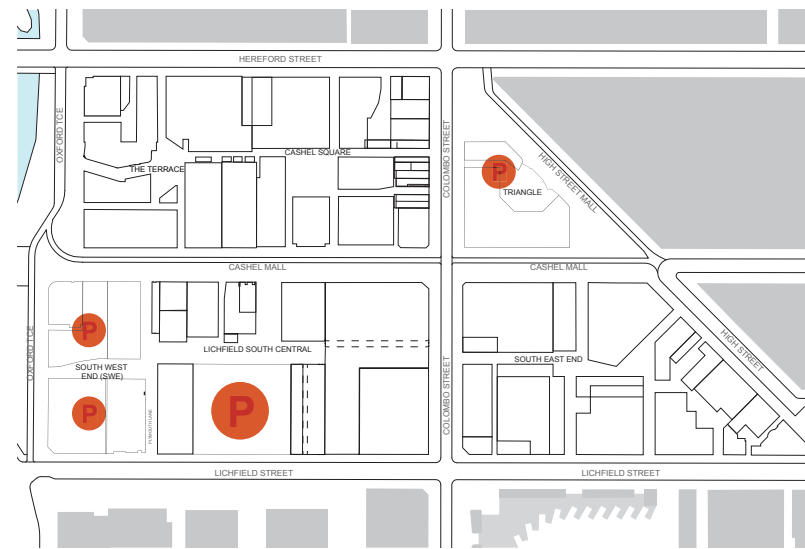 HEREFORD STREET
OXFORD TCE
COLOMBO STREET
CASHEL SQUARE
THE TERRACE
P
TRIANGLE
HIGH STREET MALL
CASHEL MALL
CASHEL MALL
OXFORD TCE
P
LICHFIELD SOUTH CENTRAL
SOUTH WEST
END (SWE)
SOUTH EAST END
HIGH STREET
P
PLYMOUTH LANE
P
COLOMBO STREET
LICHFIELD STREET
LICHFIELD STREET